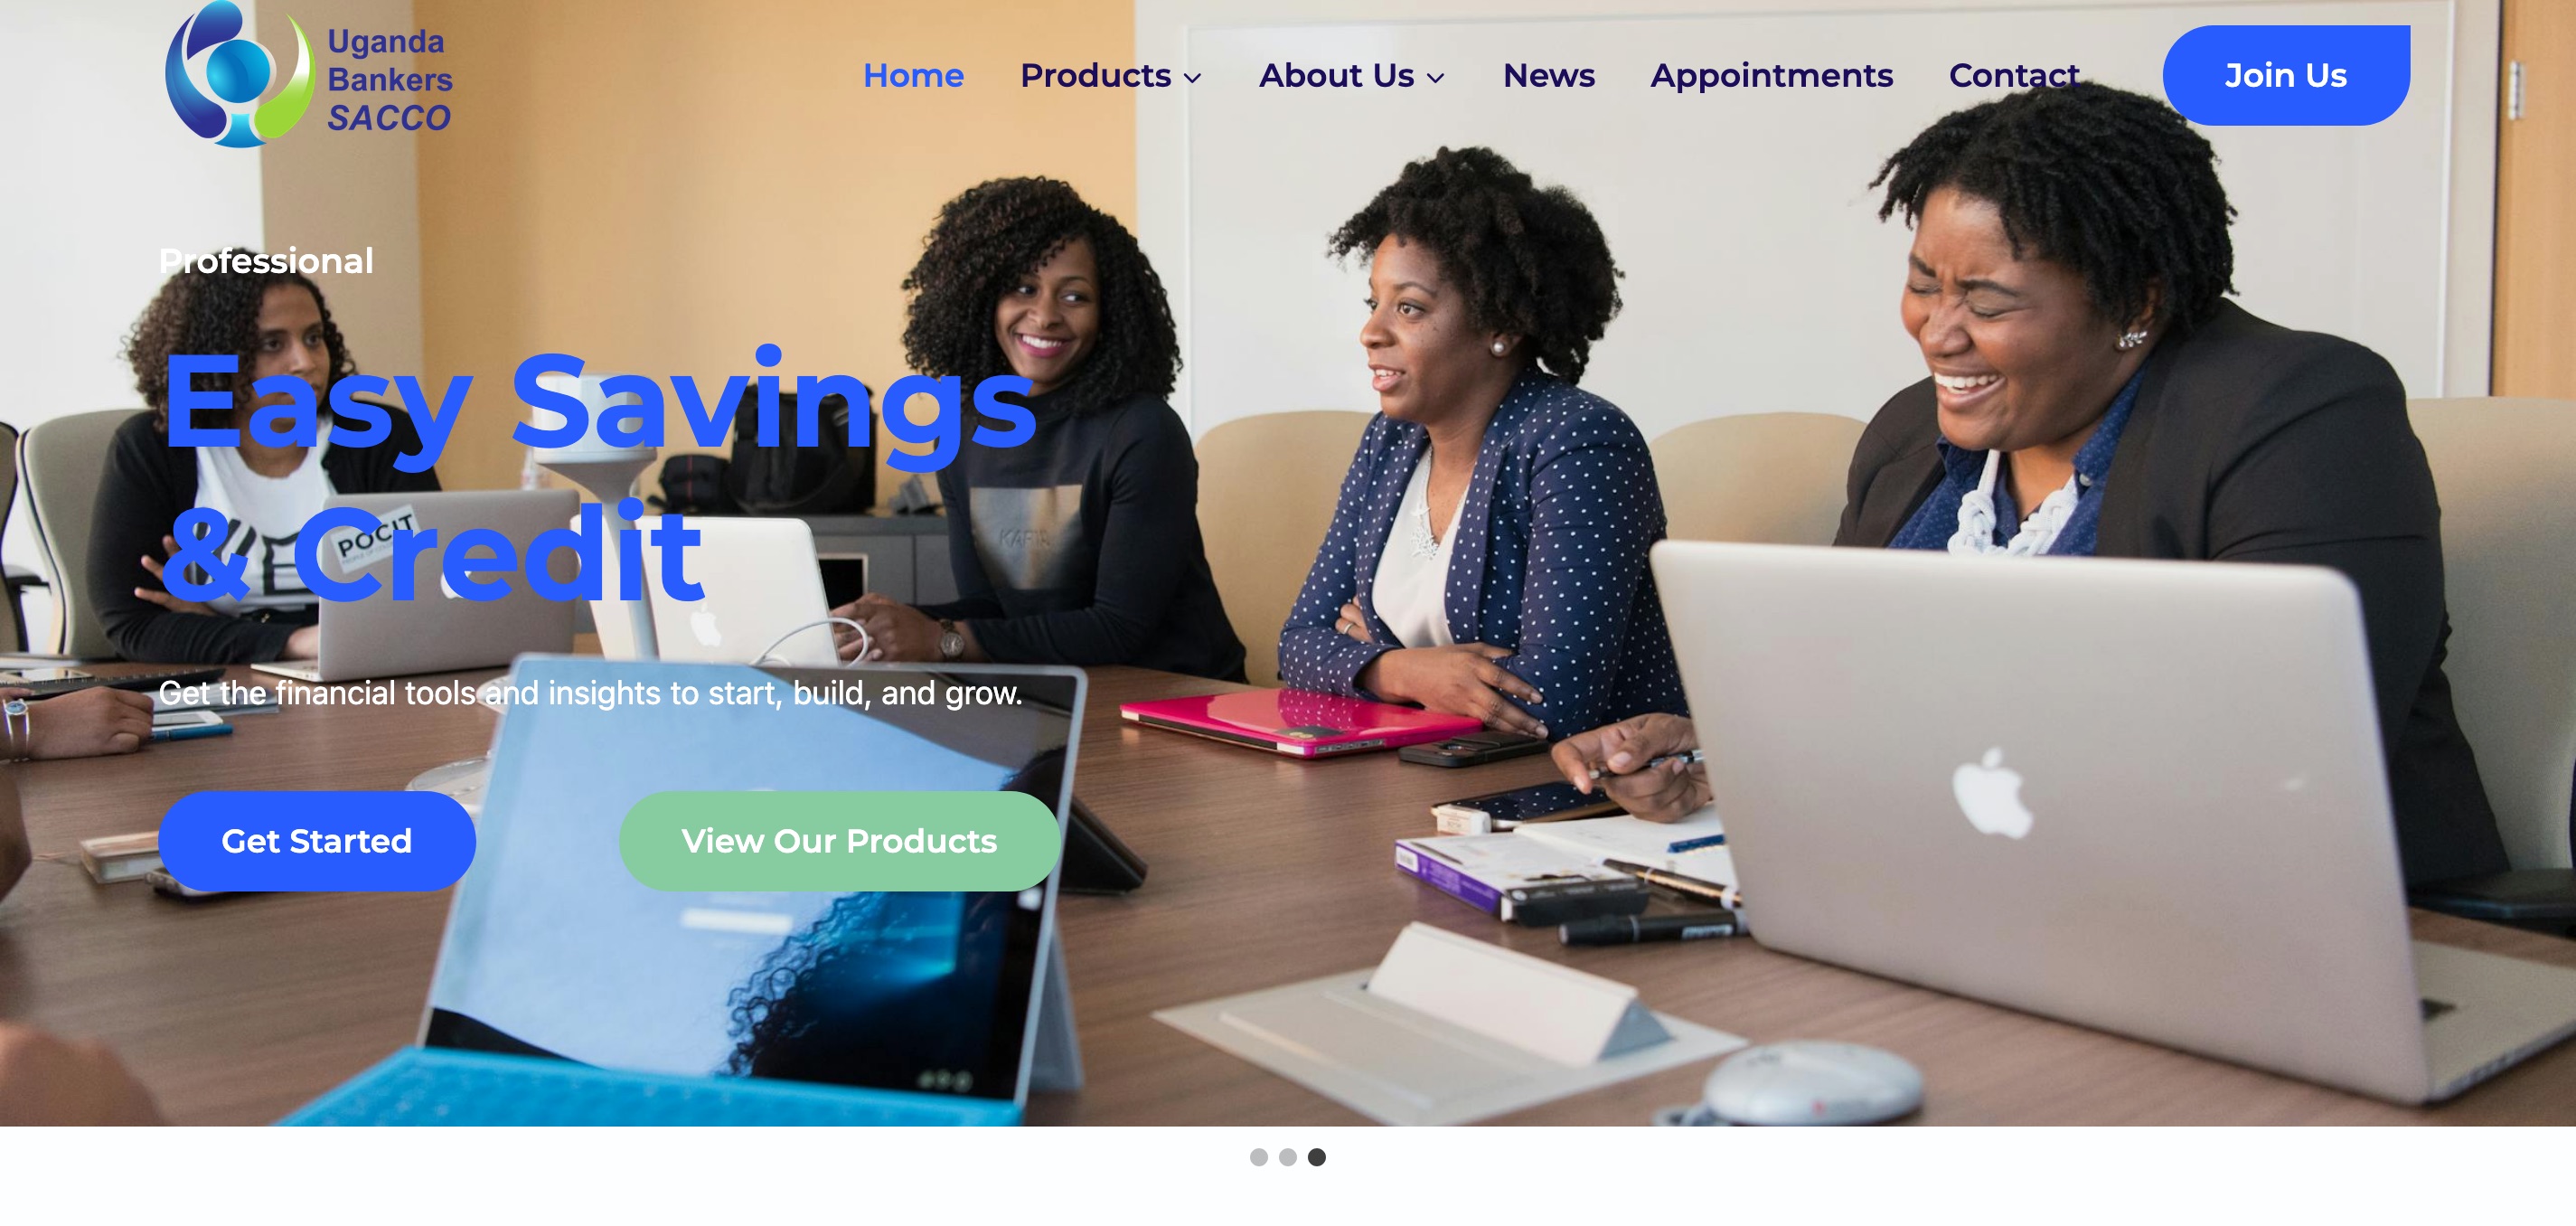 Uganda
Bankers
SACCO
Home Products About Us News Appointments Contact Join Us
Professional
Easy Savings
& Credit
POCIT
Get the financial tools and insights to start, build, and grow.
Get Started View Our Products